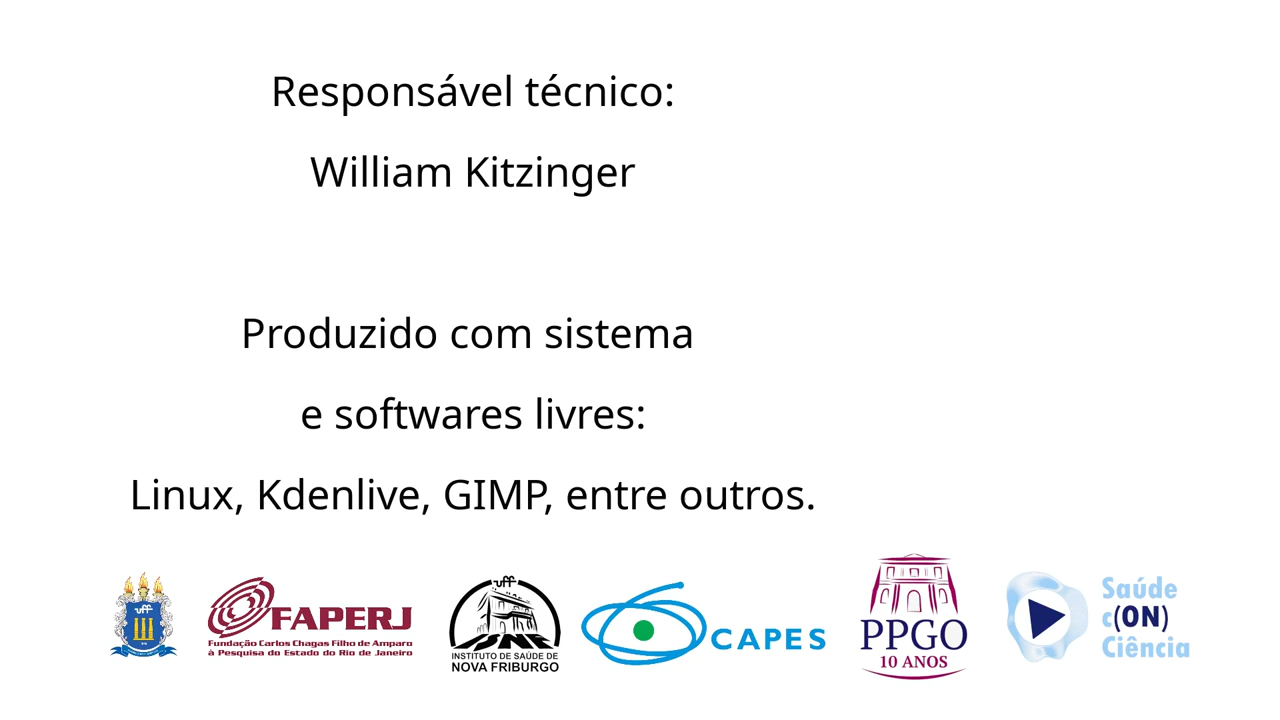 Responsável técnico:
William Kitzinger
Produzido com sistema
e softwares livres:
Linux, Kdenlive, GIMP, entre outros.
uff
FAPERJ
Fundação Carlos Chagas Filho de Amparo
à Pesquisa do Estado do Rio de Janeiro
uff
INSTITUTO DE SAÚDE DE
NOVA FRIBURGO
CAPES
PPGO
10 ANOS
Saúde
c(ON)
Ciência